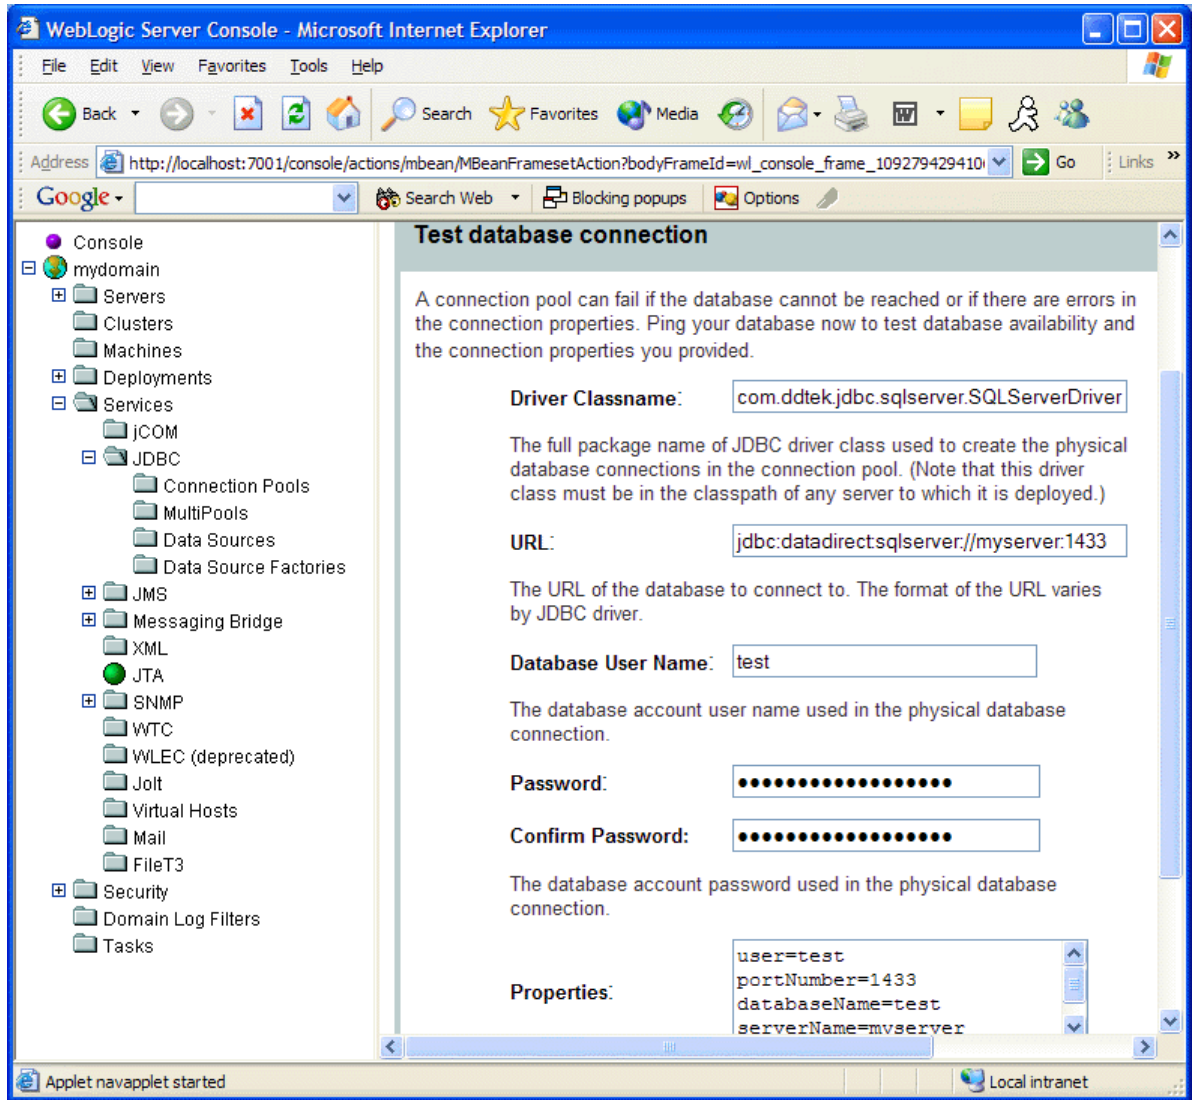 WebLogic Server Console - Microsoft Internet Explorer
File Edit View Favorites Tools Help
Back Search Favorites Media
Address http://localhost:7001/console/actions/mbean/MBeanFramesetAction?bodyFrameId=wl_console_frame_109279429410 Go Links »
Google Search Web Blocking popups Options
Console
mydomain
Servers
Clusters
Machines
Deployments
Services
jCOM
JDBC
Connection Pools
MultiPools
Data Sources
Data Source Factories
JMS
Messaging Bridge
XML
JTA
SNMP
WTC
WLEC (deprecated)
Jolt
Virtual Hosts
Mail
FileT3
Security
Domain Log Filters
Tasks
Test database connection
A connection pool can fail if the database cannot be reached or if there are errors in
the connection properties. Ping your database now to test database availability and
the connection properties you provided.
Driver Classname: com.ddtek.jdbc.sqlserver.SQLServerDriver
The full package name of JDBC driver class used to create the physical
database connections in the connection pool. (Note that this driver
class must be in the classpath of any server to which it is deployed.)
URL: jdbc:datadirect:sqlserver://myserver:1433
The URL of the database to connect to. The format of the URL varies
by JDBC driver.
Database User Name: test
The database account user name used in the physical database
connection.
Password: ●●●●●●●●●●●●●●●●●●
Confirm Password: ●●●●●●●●●●●●●●●●●●
The database account password used in the physical database
connection.
Properties:
user=test
portNumber=1433
databaseName=test
serverName=myserver
Applet navapplet started
Local intranet